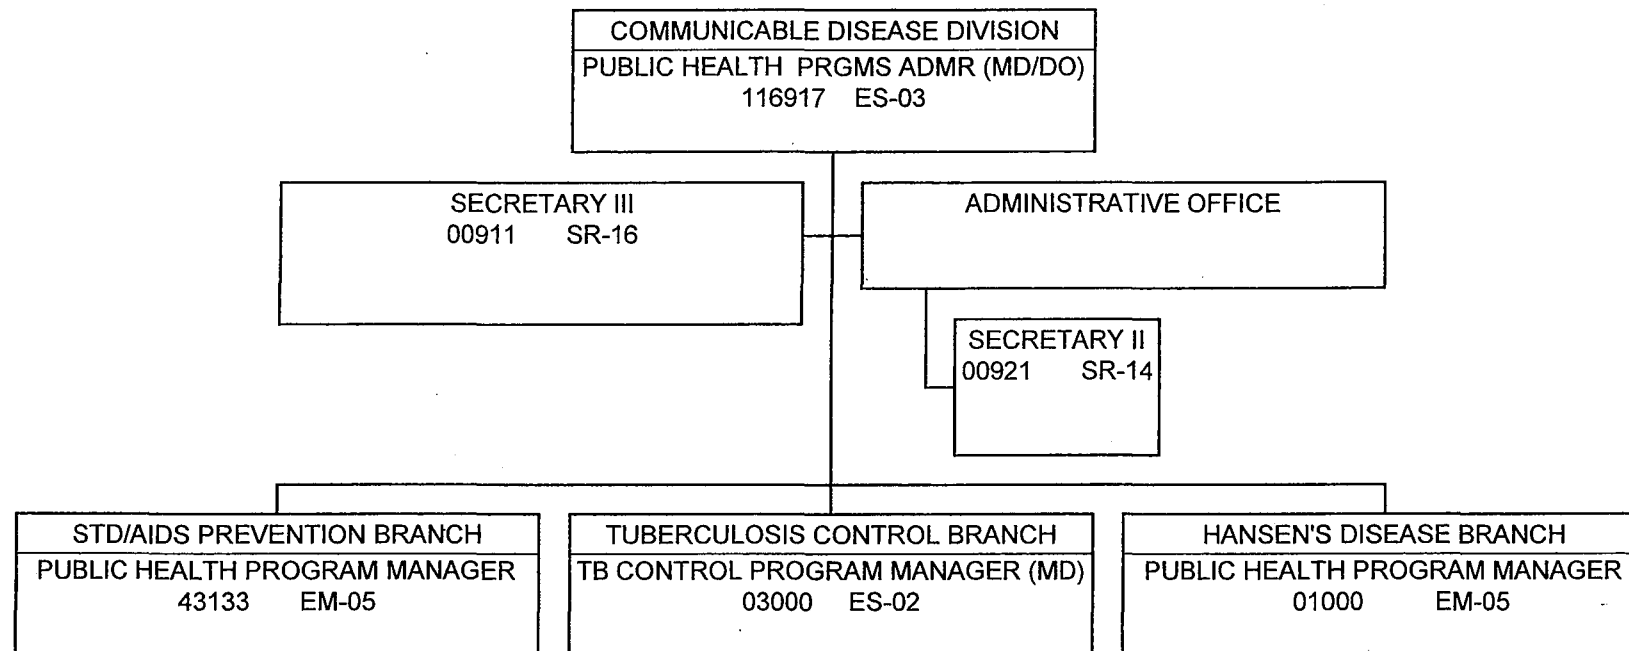 COMMUNICABLE DISEASE DIVISION
PUBLIC HEALTH PRGMS ADMR (MD/DO)
116917 ES-03
SECRETARY III
00911 SR-16
ADMINISTRATIVE OFFICE
SECRETARY II
00921 SR-14
STD/AIDS PREVENTION BRANCH
PUBLIC HEALTH PROGRAM MANAGER
43133 EM-05
TUBERCULOSIS CONTROL BRANCH
TB CONTROL PROGRAM MANAGER (MD)
03000 ES-02
HANSEN'S DISEASE BRANCH
PUBLIC HEALTH PROGRAM MANAGER
01000 EM-05